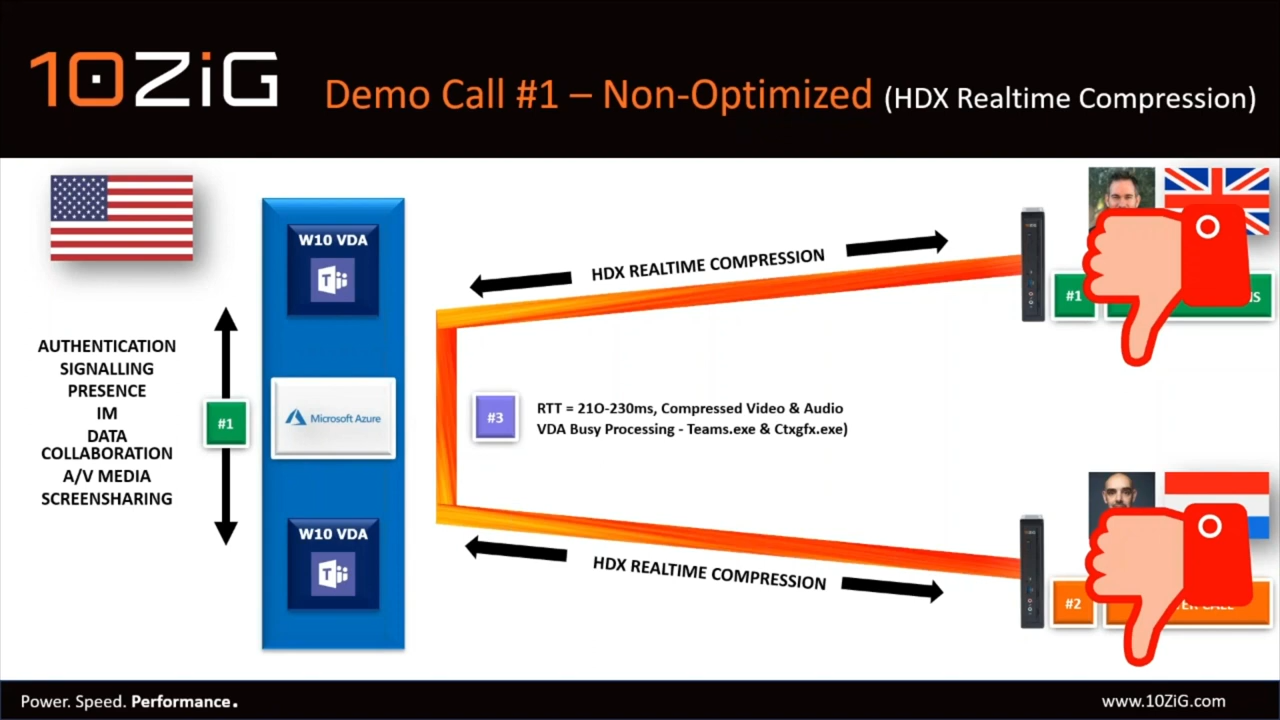 10ZiG
Demo Call #1 – Non-Optimized (HDX Realtime Compression)
W10 VDA
AUTHENTICATION
SIGNALLING
PRESENCE
IM
DATA
COLLABORATION
A/V MEDIA
SCREENSHARING
#1
Microsoft Azure
W10 VDA
HDX REALTIME COMPRESSION
#3
RTT = 21O-230ms, Compressed Video & Audio
VDA Busy Processing - Teams.exe & Ctxgfx.exe)
HDX REALTIME COMPRESSION
#1
#2
CALL
Power. Speed. Performance.
www.10ZiG.com